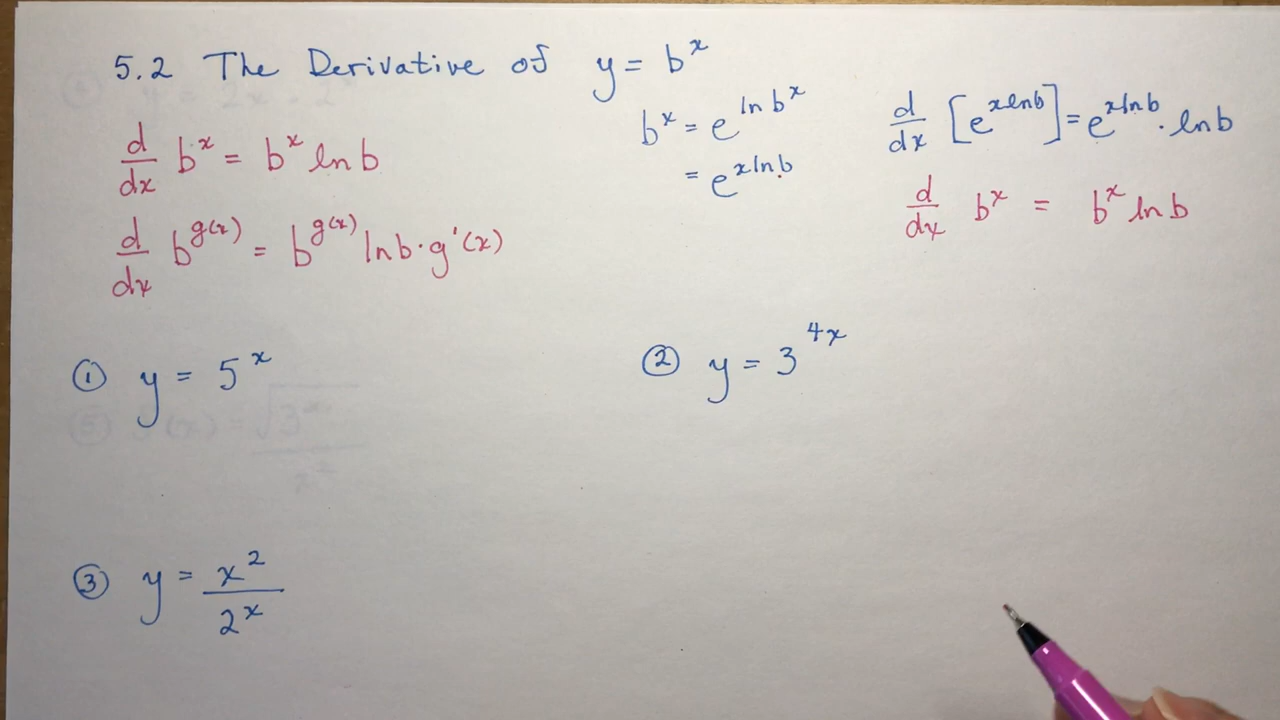 5.2 The Derivative of y = b^x
d/dx b^x = b^x ln b
d/dx b^g(x) = b^g(x) ln b · g'(x)
b^x = e^ln b^x
= e^x ln b
d/dx [e^x ln b] = e^x ln b · ln b
d/dx b^x = b^x ln b
① y = 5^x
② y = 3^4x
③ y = x^2/2^x